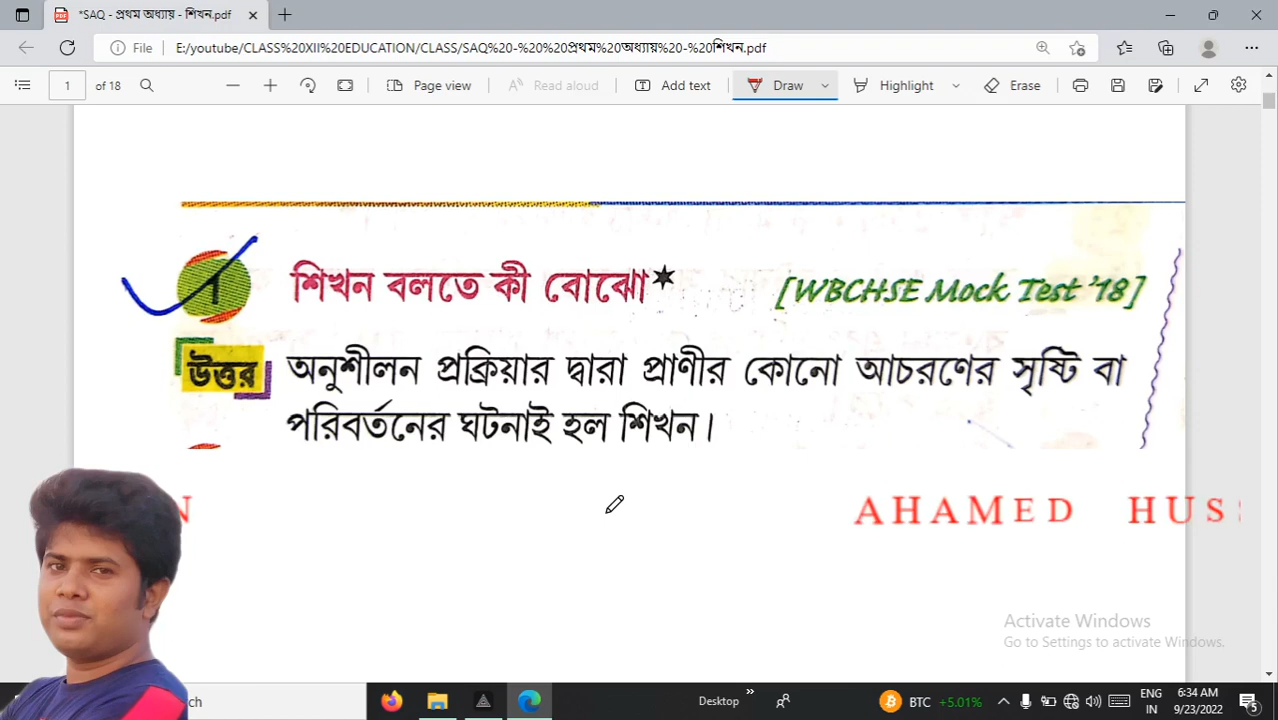 *SAQ - প্রথম অধ্যায় - শিখন.pdf
File E:/youtube/CLASS%20XII%20EDUCATION/CLASS/SAQ%20-%20%20প্রথম%20অধ্যায়%20-%20শিখন.pdf
1 of 18 Page view Read aloud Add text Draw Highlight Erase
১ শিখন বলতে কী বোঝো* [WBCHSE Mock Test '18]
উত্তর অনুশীলন প্রক্রিয়ার দ্বারা প্রাণীর কোনো আচরণের সৃষ্টি বা
পরিবর্তনের ঘটনাই হল শিখন।
N AHAMED HUS
Activate Windows
Go to Settings to activate Windows.
rch Desktop BTC +5.01% ENG 6:34 AM
IN 9/23/2022 5